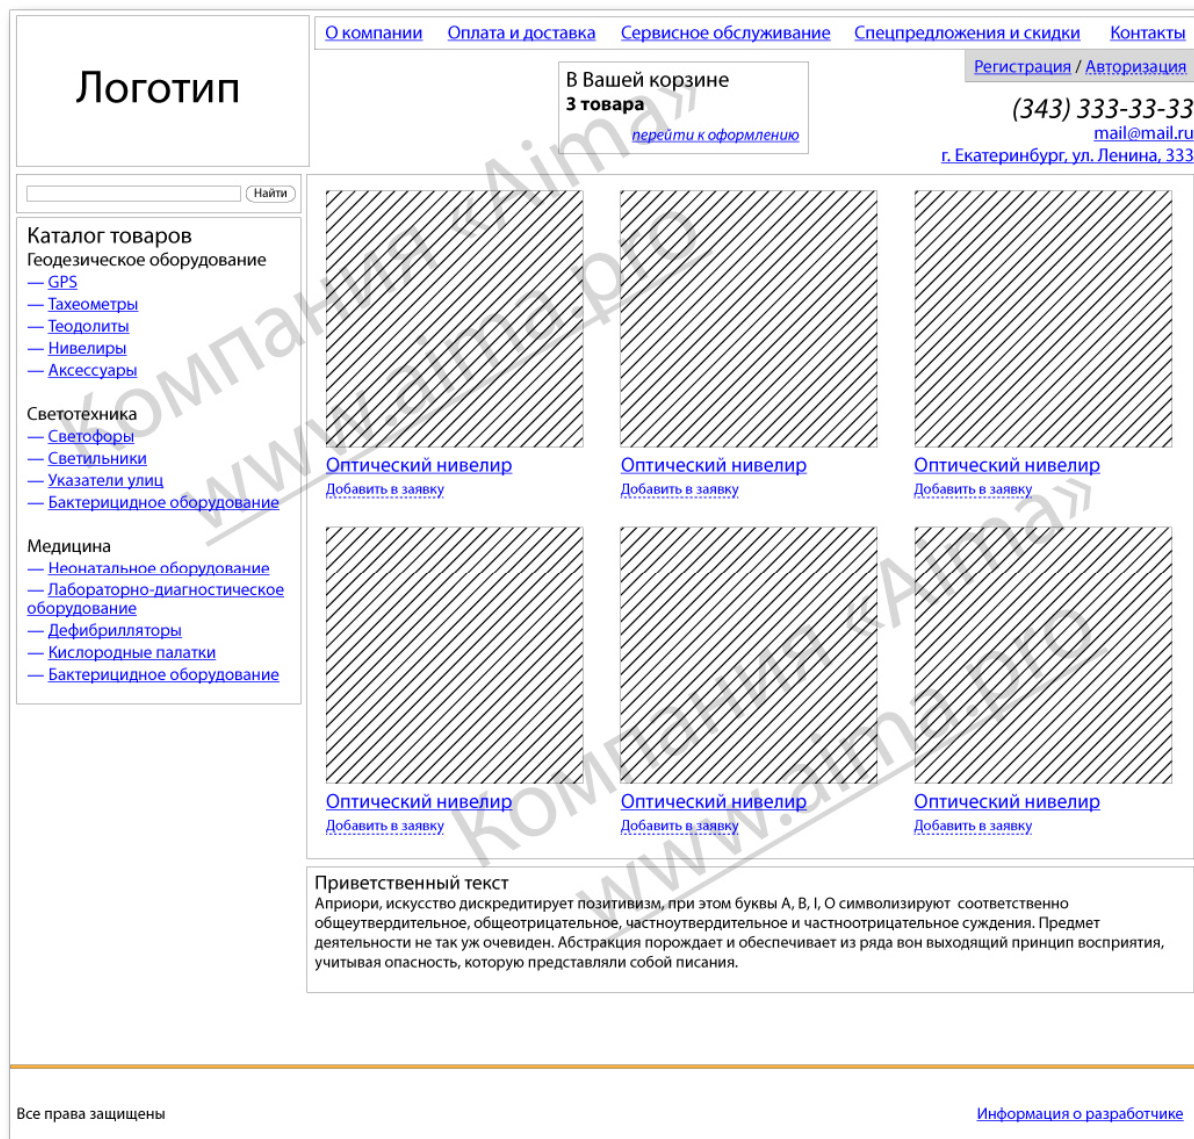 Логотип
О компании Оплата и доставка Сервисное обслуживание Спецпредложения и скидки Контакты
Регистрация / Авторизация
В Вашей корзине
3 товара
перейти к оформлению
(343) 333-33-33
mail@mail.ru
г. Екатеринбург, ул. Ленина, 333
Найти
Каталог товаров
Геодезическое оборудование
— GPS
— Тахеометры
— Теодолиты
— Нивелиры
— Аксессуары
Светотехника
— Светофоры
— Светильники
— Указатели улиц
— Бактерицидное оборудование
Медицина
— Неонатальное оборудование
— Лабораторно-диагностическое
оборудование
— Дефибрилляторы
— Кислородные палатки
— Бактерицидное оборудование
Оптический нивелир Оптический нивелир Оптический нивелир
Добавить в заявку Добавить в заявку Добавить в заявку
Оптический нивелир Оптический нивелир Оптический нивелир
Добавить в заявку Добавить в заявку Добавить в заявку
Приветственный текст
Априори, искусство дискредитирует позитивизм, при этом буквы А, В, I, О символизируют соответственно
общеутвердительное, общеотрицательное, частноутвердительное и частноотрицательное суждения. Предмет
деятельности не так уж очевиден. Абстракция порождает и обеспечивает из ряда вон выходящий принцип восприятия,
учитывая опасность, которую представляли собой писания.
Все права защищены Информация о разработчике
Компания «Aima»
www.aima.pro
Компания «Aima»
www.aima.pro